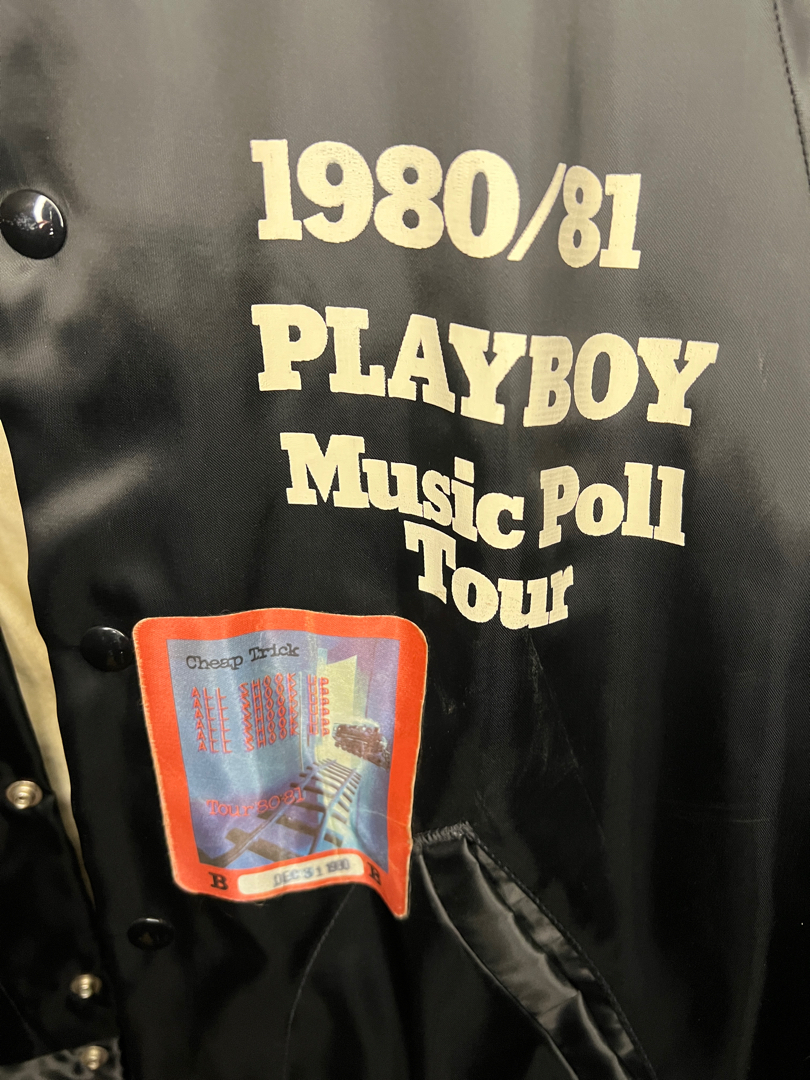 1980/81
PLAYBOY
Music Poll
Tour
Cheap Trick
Tour 80·81
B DEC 31 1980 B